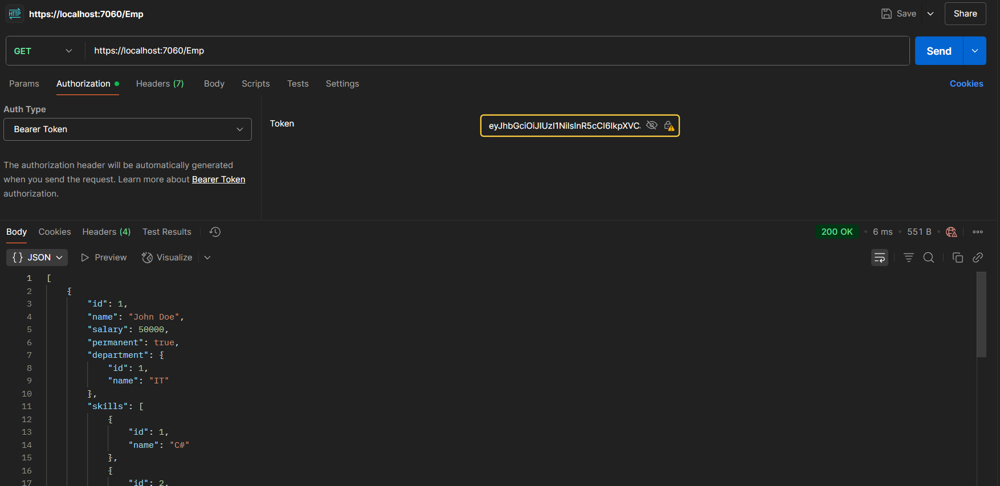 HTTP https://localhost:7060/Emp Save Share
GET https://localhost:7060/Emp Send
Params Authorization Headers (7) Body Scripts Tests Settings Cookies
Auth Type
Bearer Token
Token eyJhbGciOiJIUzI1NiIsInR5cCI6IkpXVC.
The authorization header will be automatically generated
when you send the request. Learn more about Bearer Token
authorization.
Body Cookies Headers (4) Test Results 200 OK • 6 ms • 551 B •
{} JSON Preview Visualize
1 [
2 {
3 "id": 1,
4 "name": "John Doe",
5 "salary": 50000,
6 "permanent": true,
7 "department": {
8 "id": 1,
9 "name": "IT"
10 },
11 "skills": [
12 {
13 "id": 1,
14 "name": "C#"
15 },
16 {
17 "id": 2,